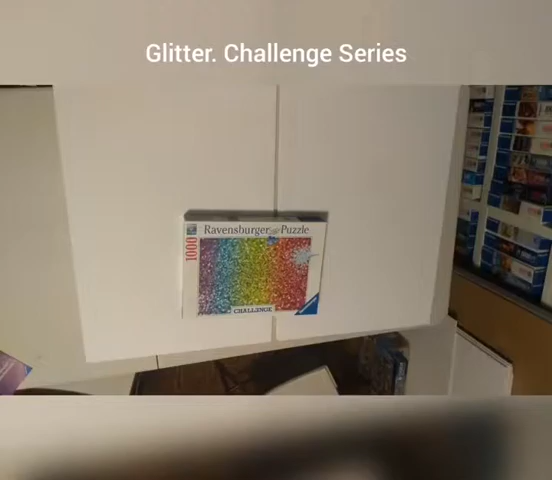 Glitter. Challenge Series
Ravensburger Puzzle
1000
CHALLENGE